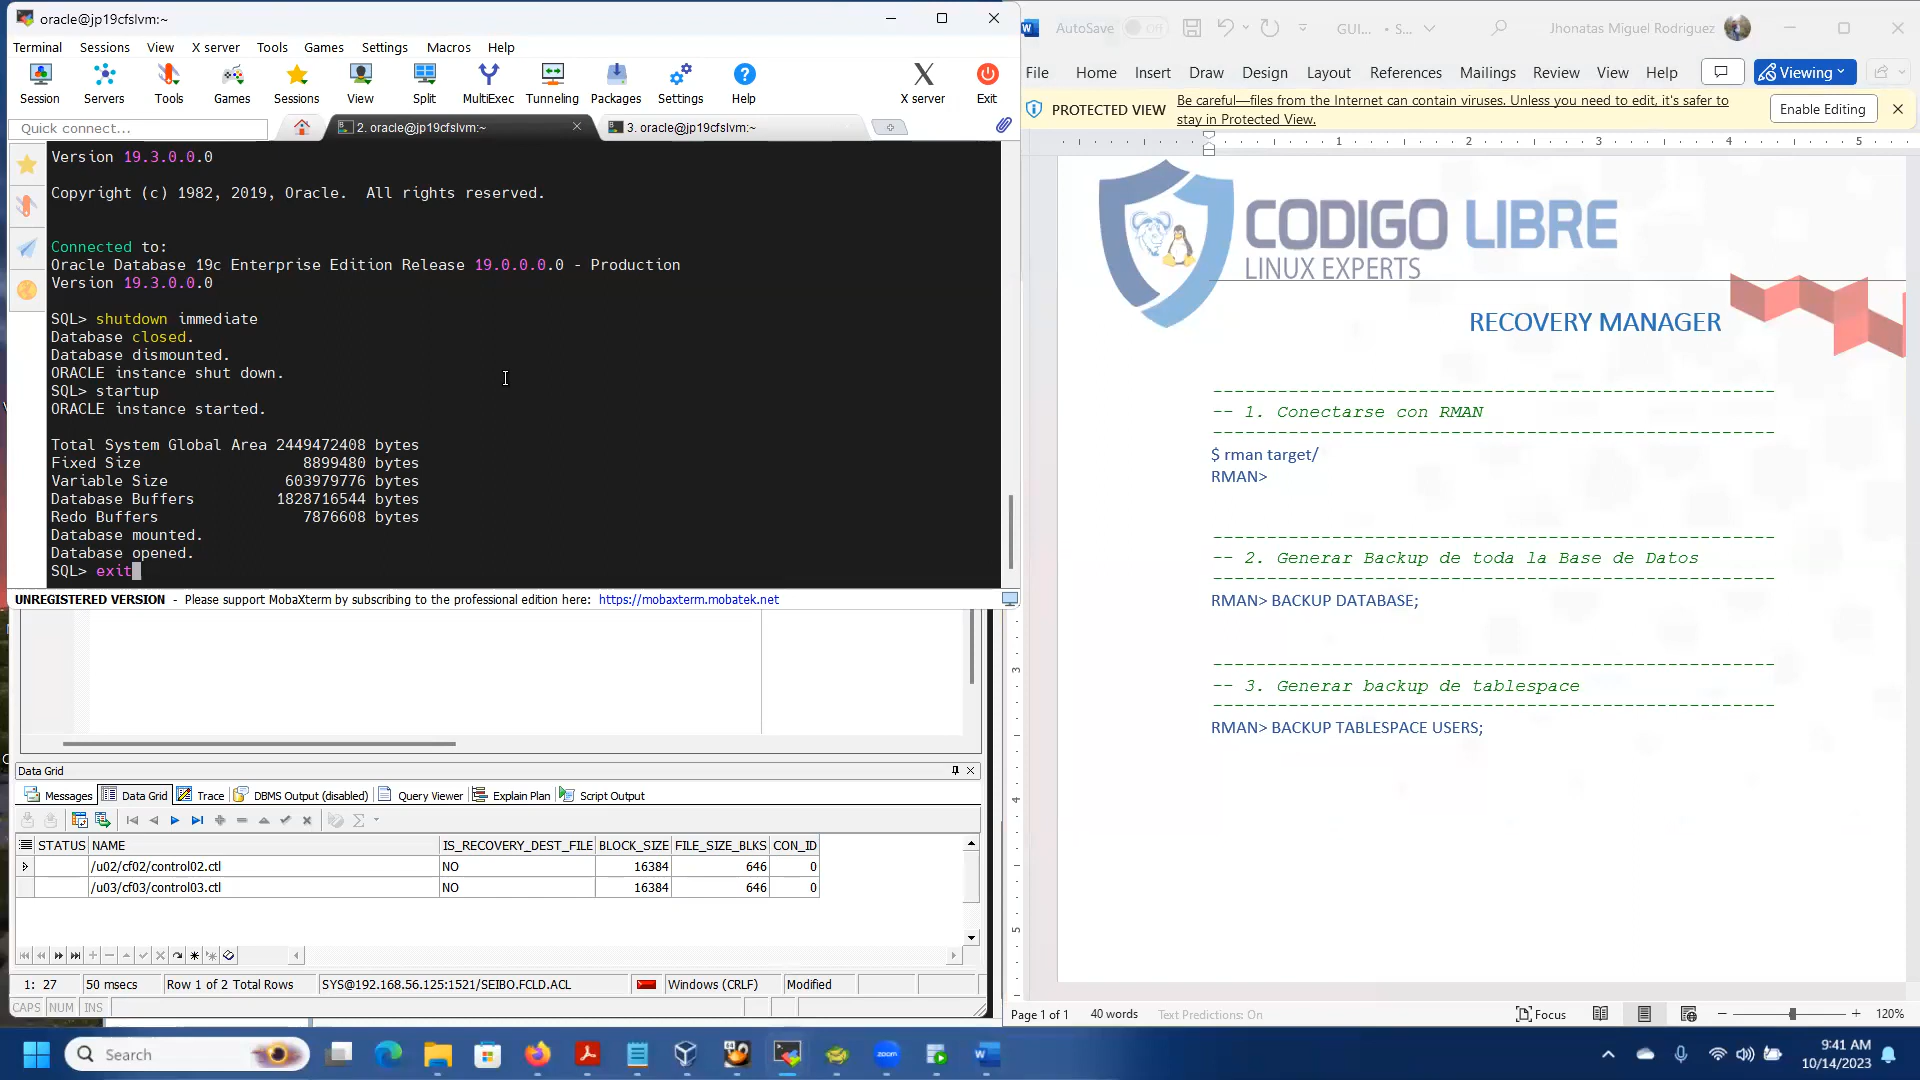 oracle@jp19cfslvm:~
Terminal Sessions View X server Tools Games Settings Macros Help
Session Servers Tools Games Sessions View Split MultiExec Tunneling Packages Settings Help X server Exit
Quick connect...
2. oracle@jp19cfslvm:~
3. oracle@jp19cfslvm:~
Version 19.3.0.0.0
Copyright (c) 1982, 2019, Oracle.  All rights reserved.
Connected to:
Oracle Database 19c Enterprise Edition Release 19.0.0.0.0 - Production
Version 19.3.0.0.0
SQL> shutdown immediate
Database closed.
Database dismounted.
ORACLE instance shut down.
SQL> startup
ORACLE instance started.
Total System Global Area 2449472408 bytes
Fixed Size 8899480 bytes
Variable Size 603979776 bytes
Database Buffers 1828716544 bytes
Redo Buffers 7876608 bytes
Database mounted.
Database opened.
SQL> exit
UNREGISTERED VERSION - Please support MobaXterm by subscribing to the professional edition here: https://mobaxterm.mobatek.net
Data Grid
Messages Data Grid Trace DBMS Output (disabled) Query Viewer Explain Plan Script Output
STATUS NAME IS_RECOVERY_DEST_FILE BLOCK_SIZE FILE_SIZE_BLKS CON_ID
/u02/cf02/control02.ctl NO 16384 646 0
/u03/cf03/control03.ctl NO 16384 646 0
1: 27 50 msecs Row 1 of 2 Total Rows SYS@192.168.56.125:1521/SEIBO.FCLD.ACL Windows (CRLF) Modified
CAPS NUM INS
AutoSave Off GUI... • S... Jhonatas Miguel Rodriguez
File Home Insert Draw Design Layout References Mailings Review View Help Viewing
PROTECTED VIEW Be careful—files from the Internet can contain viruses. Unless you need to edit, it's safer to
stay in Protected View. Enable Editing
1 2 3 4 5
CODIGO LIBRE
LINUX EXPERTS
RECOVERY MANAGER
----------------------------------------------------
-- 1. Conectarse con RMAN
----------------------------------------------------
$ rman target/
RMAN>
----------------------------------------------------
-- 2. Generar Backup de toda la Base de Datos
----------------------------------------------------
RMAN> BACKUP DATABASE;
----------------------------------------------------
-- 3. Generar backup de tablespace
----------------------------------------------------
RMAN> BACKUP TABLESPACE USERS;
3
4
5
Page 1 of 1 40 words Text Predictions: On Focus 120%
Search
zoom
9:41 AM
10/14/2023